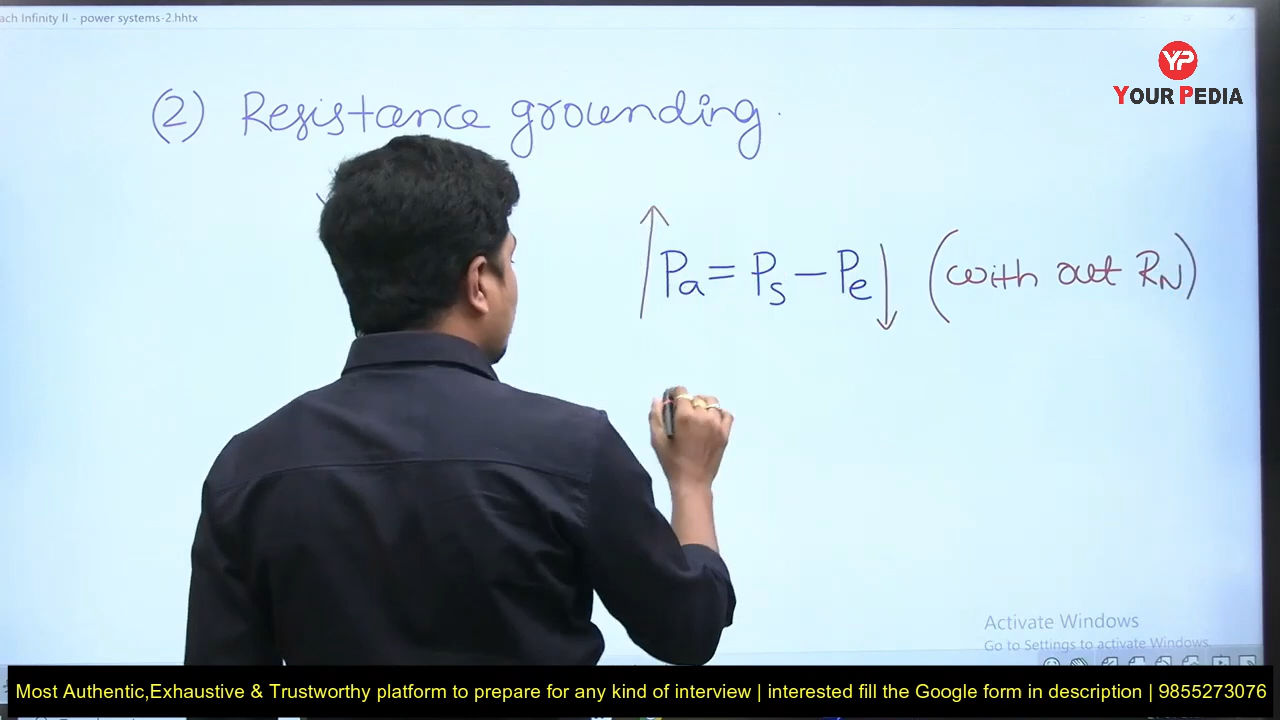 ach Infinity II - power systems-2.hhtx
YP
YOUR PEDIA
(2) Resistance grounding.
↑Pa = Ps - Pe↓ (with out RN)
Activate Windows
Go to Settings to activate Windows.
Most Authentic,Exhaustive & Trustworthy platform to prepare for any kind of interview | interested fill the Google form in description | 9855273076